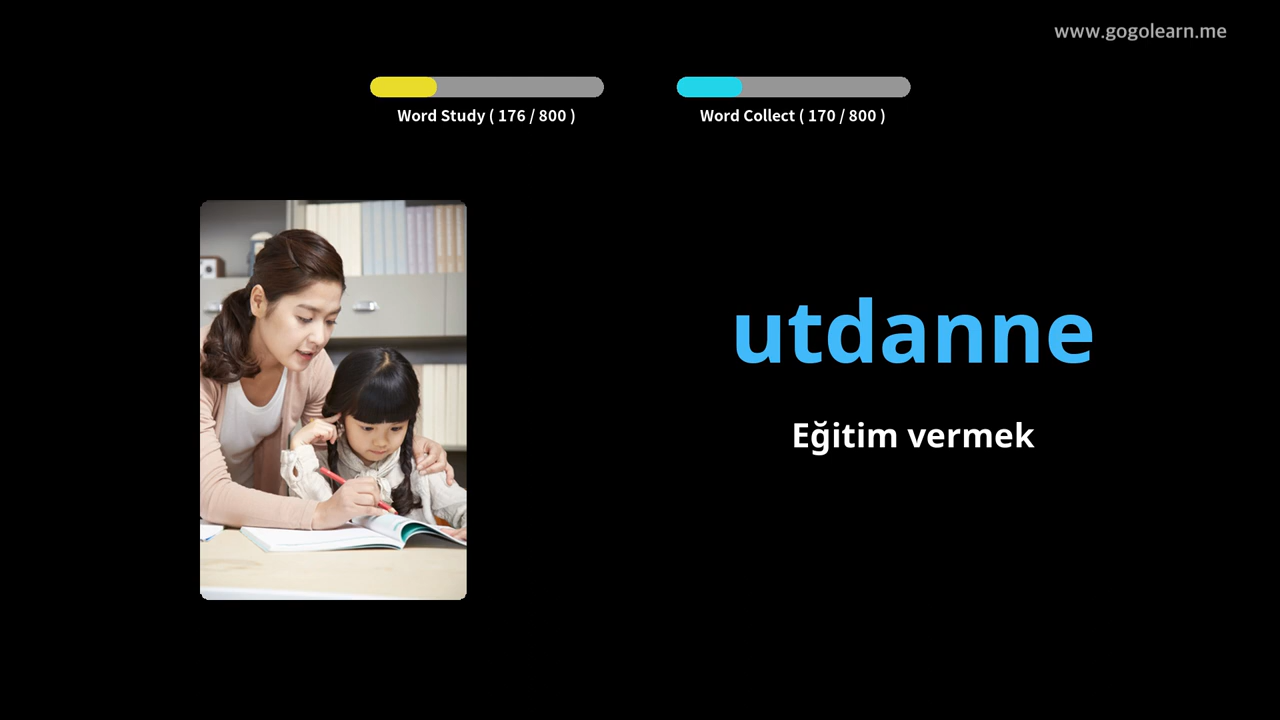 www.gogolearn.me
Word Study ( 176 / 800 )
Word Collect ( 170 / 800 )
utdanne
Eğitim vermek